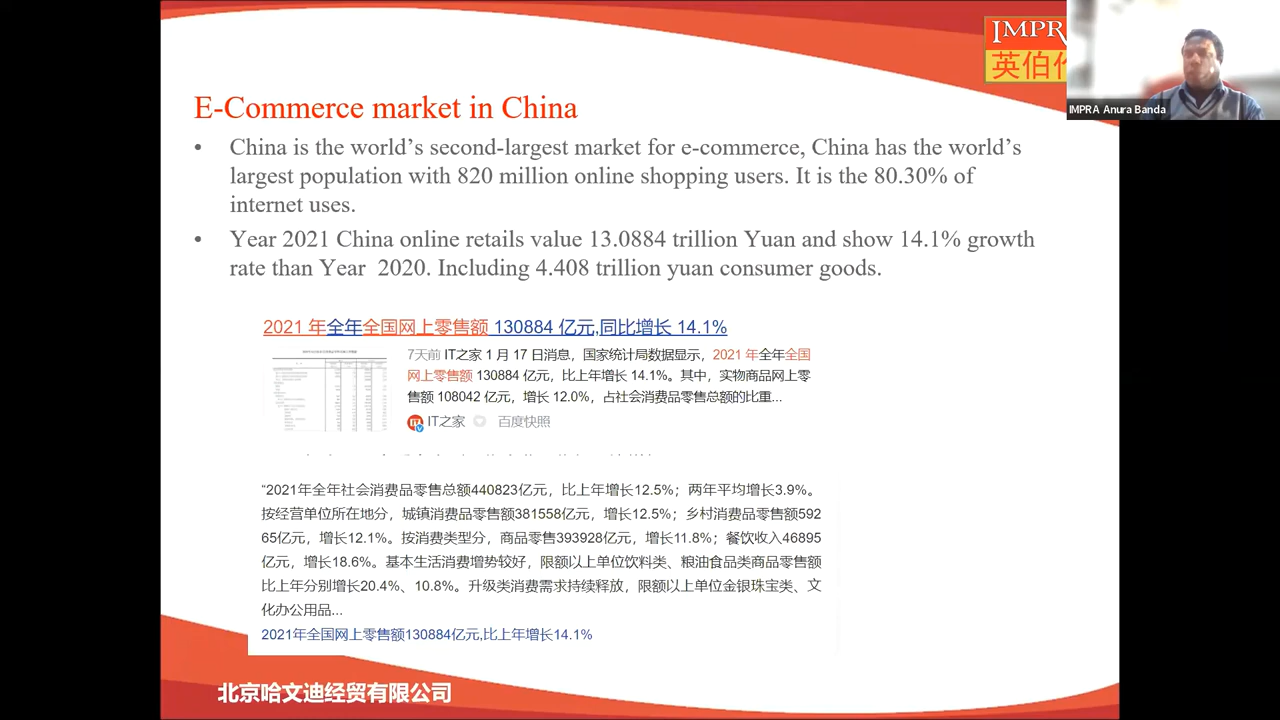 IMPR
英伯
IMPRA Anura Banda
E-Commerce market in China
• China is the world’s second-largest market for e-commerce, China has the world’s
largest population with 820 million online shopping users. It is the 80.30% of
internet uses.
• Year 2021 China online retails value 13.0884 trillion Yuan and show 14.1% growth
rate than Year 2020. Including 4.408 trillion yuan consumer goods.
2021 年全年全国网上零售额 130884 亿元,同比增长 14.1%
7天前 IT之家 1 月 17 日消息，国家统计局数据显示，2021 年全年全国
网上零售额 130884 亿元，比上年增长 14.1%。其中，实物商品网上零
售额 108042 亿元，增长 12.0%，占社会消费品零售总额的比重...
IT之家 百度快照
“2021年全年社会消费品零售总额440823亿元，比上年增长12.5%；两年平均增长3.9%。
按经营单位所在地分，城镇消费品零售额381558亿元，增长12.5%；乡村消费品零售额592
65亿元，增长12.1%。按消费类型分，商品零售393928亿元，增长11.8%；餐饮收入46895
亿元，增长18.6%。基本生活消费增势较好，限额以上单位饮料类、粮油食品类商品零售额
比上年分别增长20.4%、10.8%。升级类消费需求持续释放，限额以上单位金银珠宝类、文
化办公用品...
2021年全国网上零售额130884亿元,比上年增长14.1%
北京哈文迪经贸有限公司